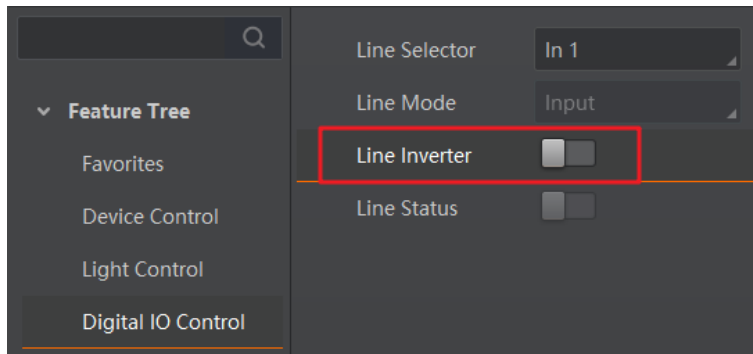 Feature Tree
Favorites
Device Control
Light Control
Digital IO Control
Line Selector In 1
Line Mode Input
Line Inverter
Line Status